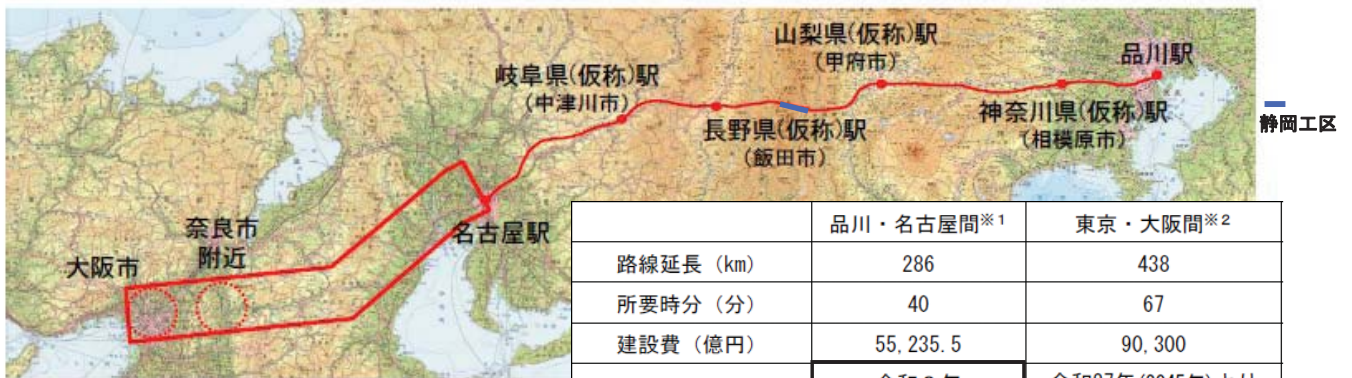 山梨県(仮称)駅
(甲府市)
品川駅
岐阜県(仮称)駅
(中津川市)
神奈川県(仮称)駅
(相模原市)
長野県(仮称)駅
(飯田市)
静岡工区
名古屋駅
奈良市
附近
大阪市
品川・名古屋間※1 東京・大阪間※2
路線延長（km） 286 438
所要時分（分） 40 67
建設費（億円） 55,235.5 90,300